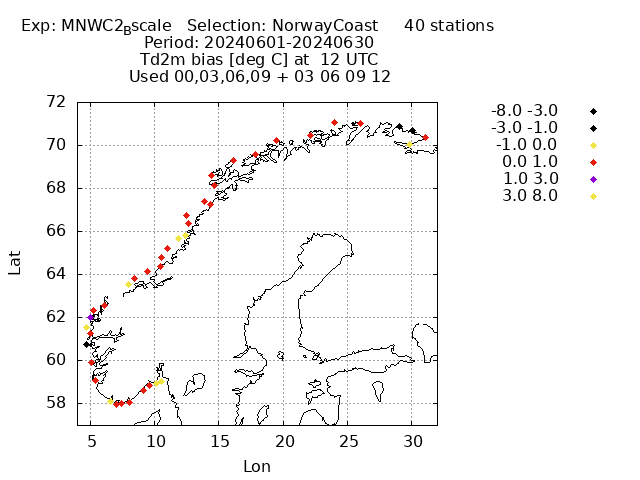 Exp: MNWC2Bscale Selection: NorwayCoast 40 stations
Period: 20240601-20240630
Td2m bias [deg C] at 12 UTC
Used 00,03,06,09 + 03 06 09 12
-8.0 -3.0
-3.0 -1.0
-1.0 0.0
0.0 1.0
1.0 3.0
3.0 8.0
72
70
68
66
64
62
60
58
Lat
5 10 15 20 25 30
Lon